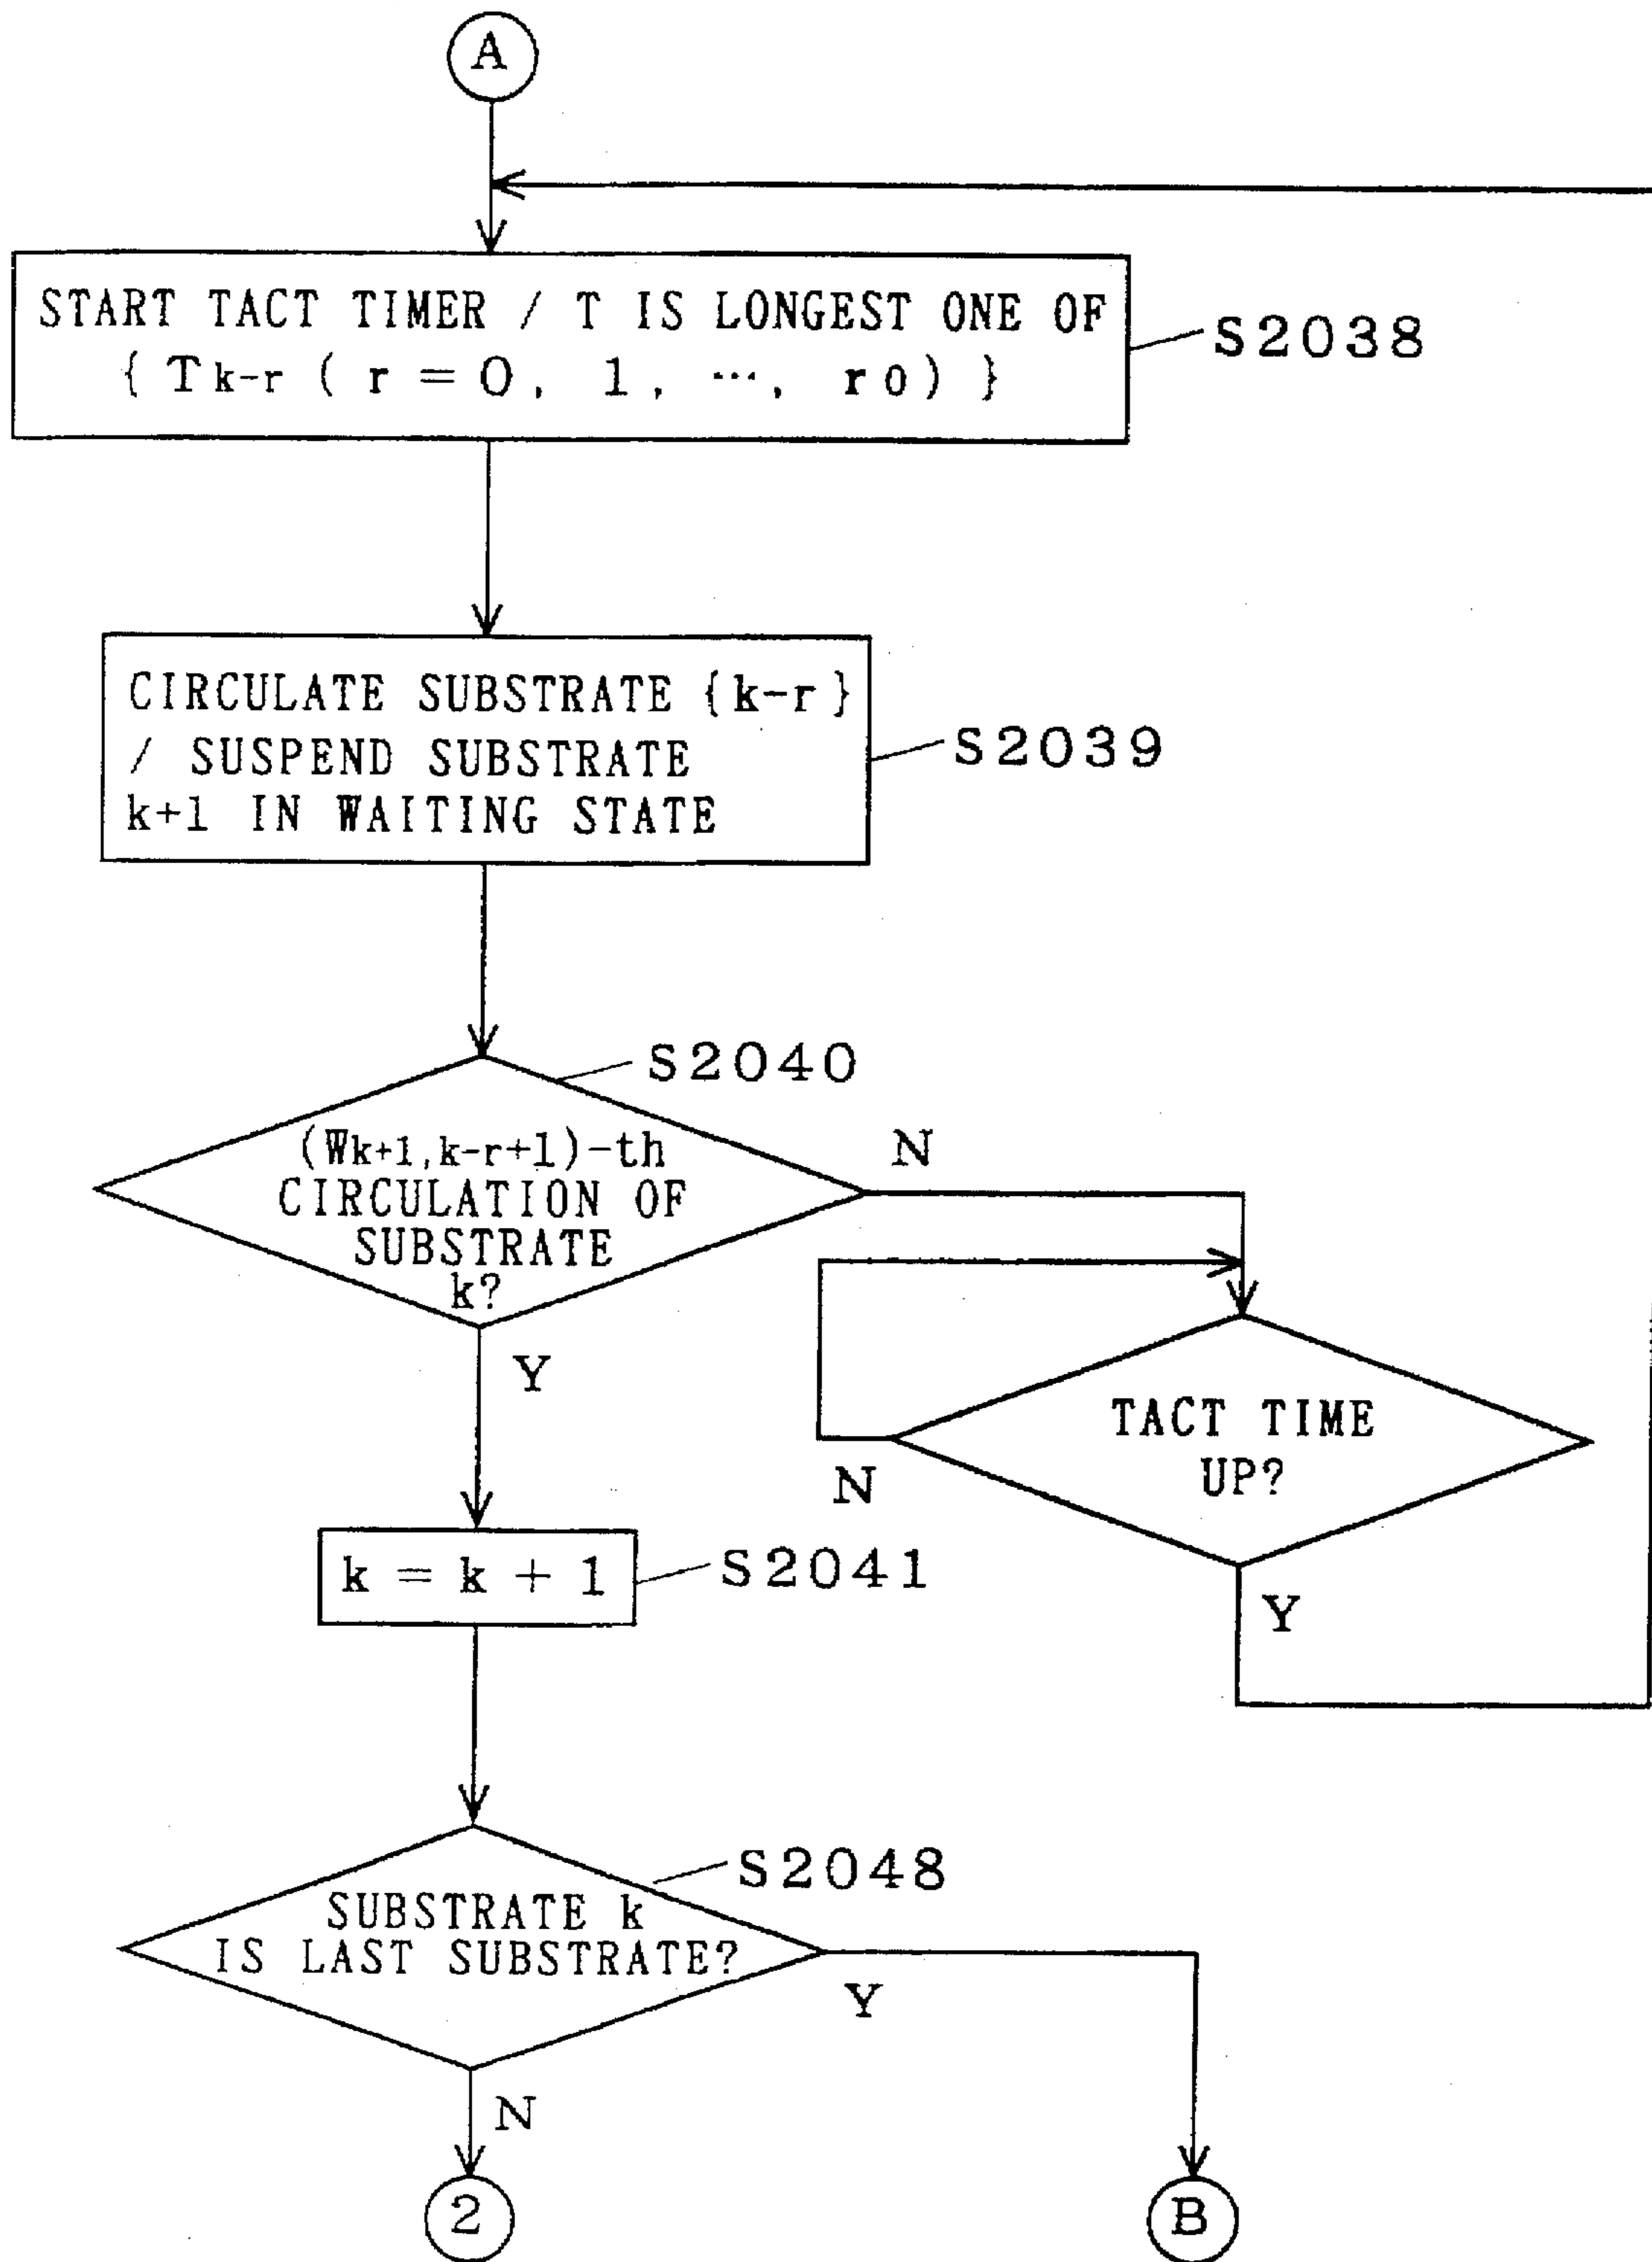 A
START TACT TIMER / T IS LONGEST ONE OF
{ Tk-r ( r = 0, 1, ..., r0) }
S2038
CIRCULATE SUBSTRATE {k-r}
/ SUSPEND SUBSTRATE
k+1 IN WAITING STATE
S2039
S2040
(Wk+1,k-r+1)-th
CIRCULATION OF
SUBSTRATE
k?
N
Y
TACT TIME
UP?
N
Y
k = k + 1
S2041
S2048
SUBSTRATE k
IS LAST SUBSTRATE?
Y
N
2
B